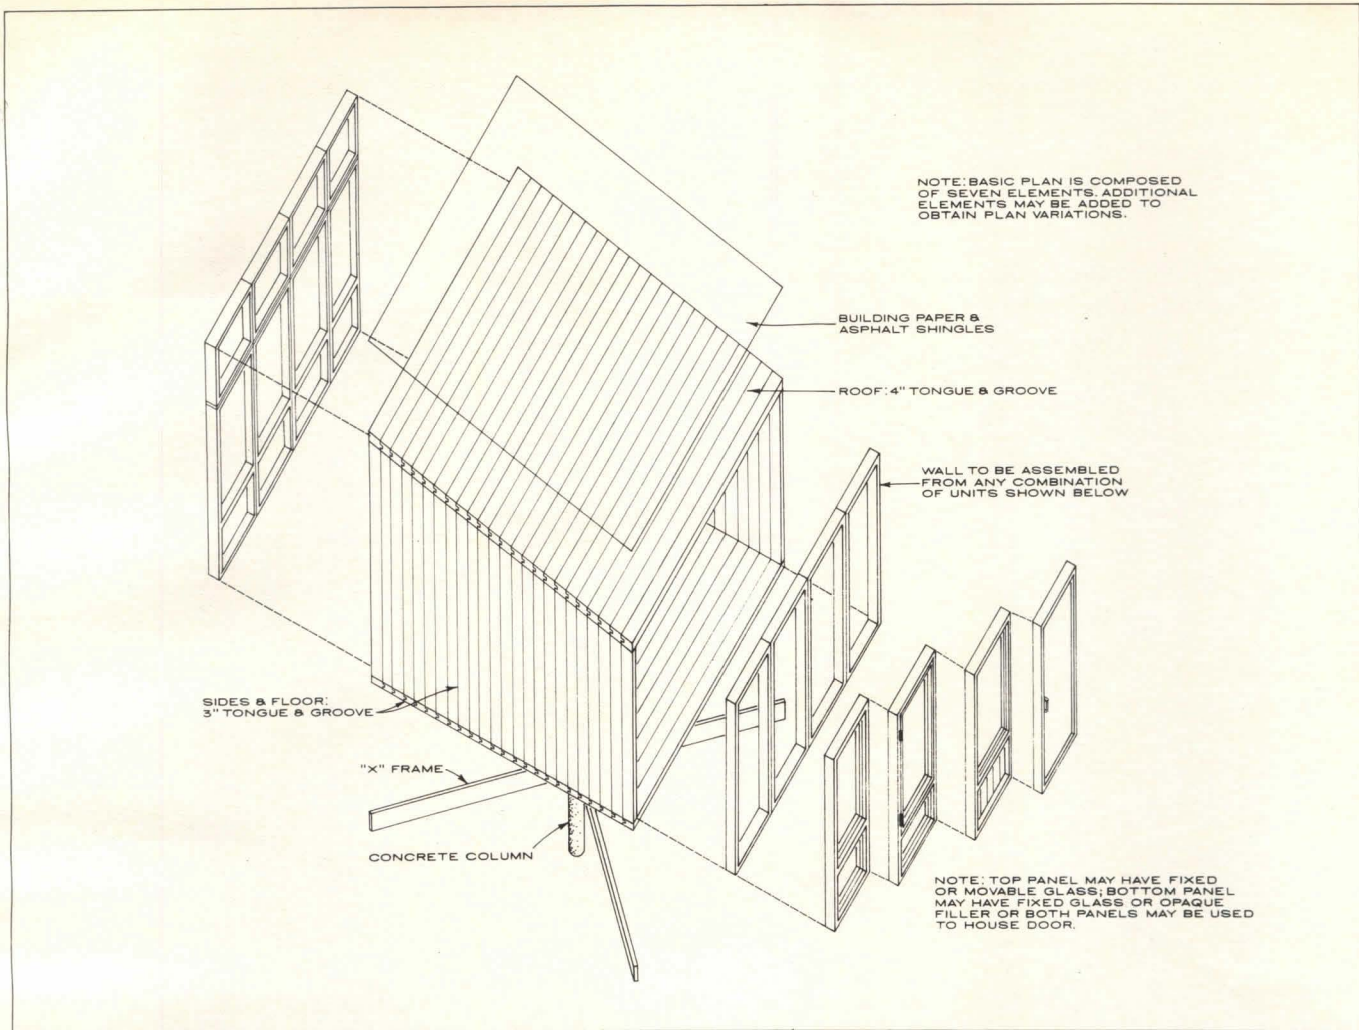 NOTE: BASIC PLAN IS COMPOSED
OF SEVEN ELEMENTS. ADDITIONAL
ELEMENTS MAY BE ADDED TO
OBTAIN PLAN VARIATIONS.
BUILDING PAPER &
ASPHALT SHINGLES
ROOF: 4" TONGUE & GROOVE
WALL TO BE ASSEMBLED
FROM ANY COMBINATION
OF UNITS SHOWN BELOW
SIDES & FLOOR:
3" TONGUE & GROOVE
"X" FRAME
CONCRETE COLUMN
NOTE: TOP PANEL MAY HAVE FIXED
OR MOVABLE GLASS; BOTTOM PANEL
MAY HAVE FIXED GLASS OR OPAQUE
FILLER OR BOTH PANELS MAY BE USED
TO HOUSE DOOR.